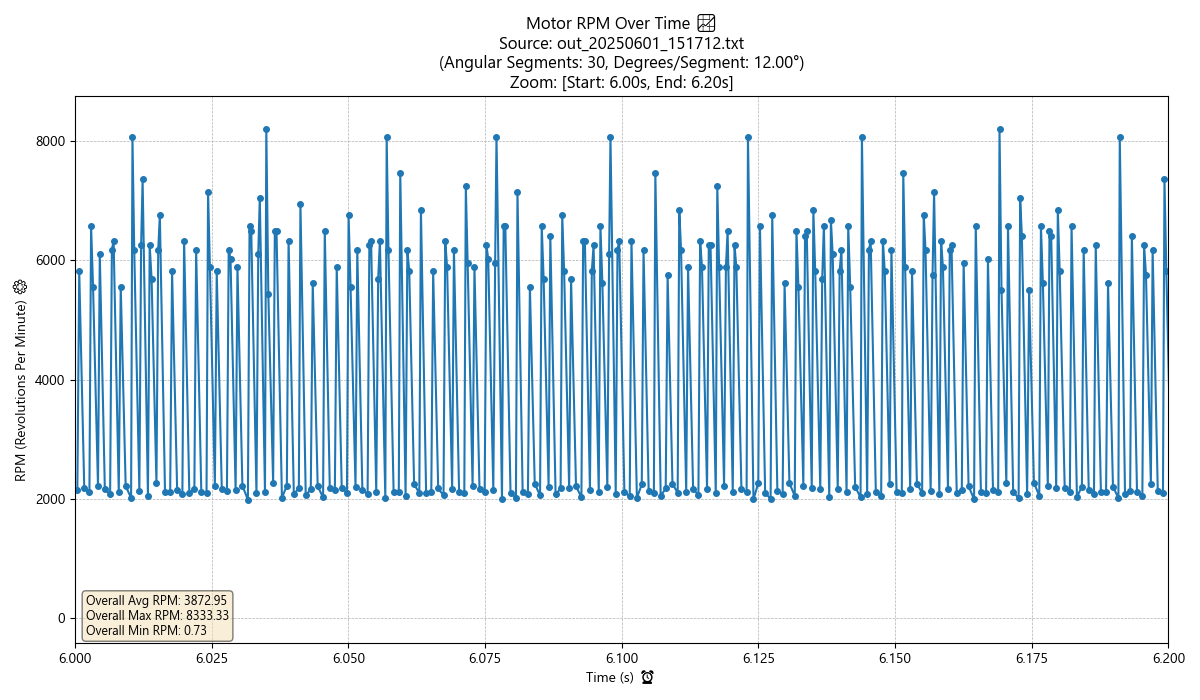 Motor RPM Over Time
Source: out_20250601_151712.txt
(Angular Segments: 30, Degrees/Segment: 12.00°)
Zoom: [Start: 6.00s, End: 6.20s]
RPM (Revolutions Per Minute)
8000
6000
4000
2000
0
Overall Avg RPM: 3872.95
Overall Max RPM: 8333.33
Overall Min RPM: 0.73
6.000 6.025 6.050 6.075 6.100 6.125 6.150 6.175 6.200
Time (s)